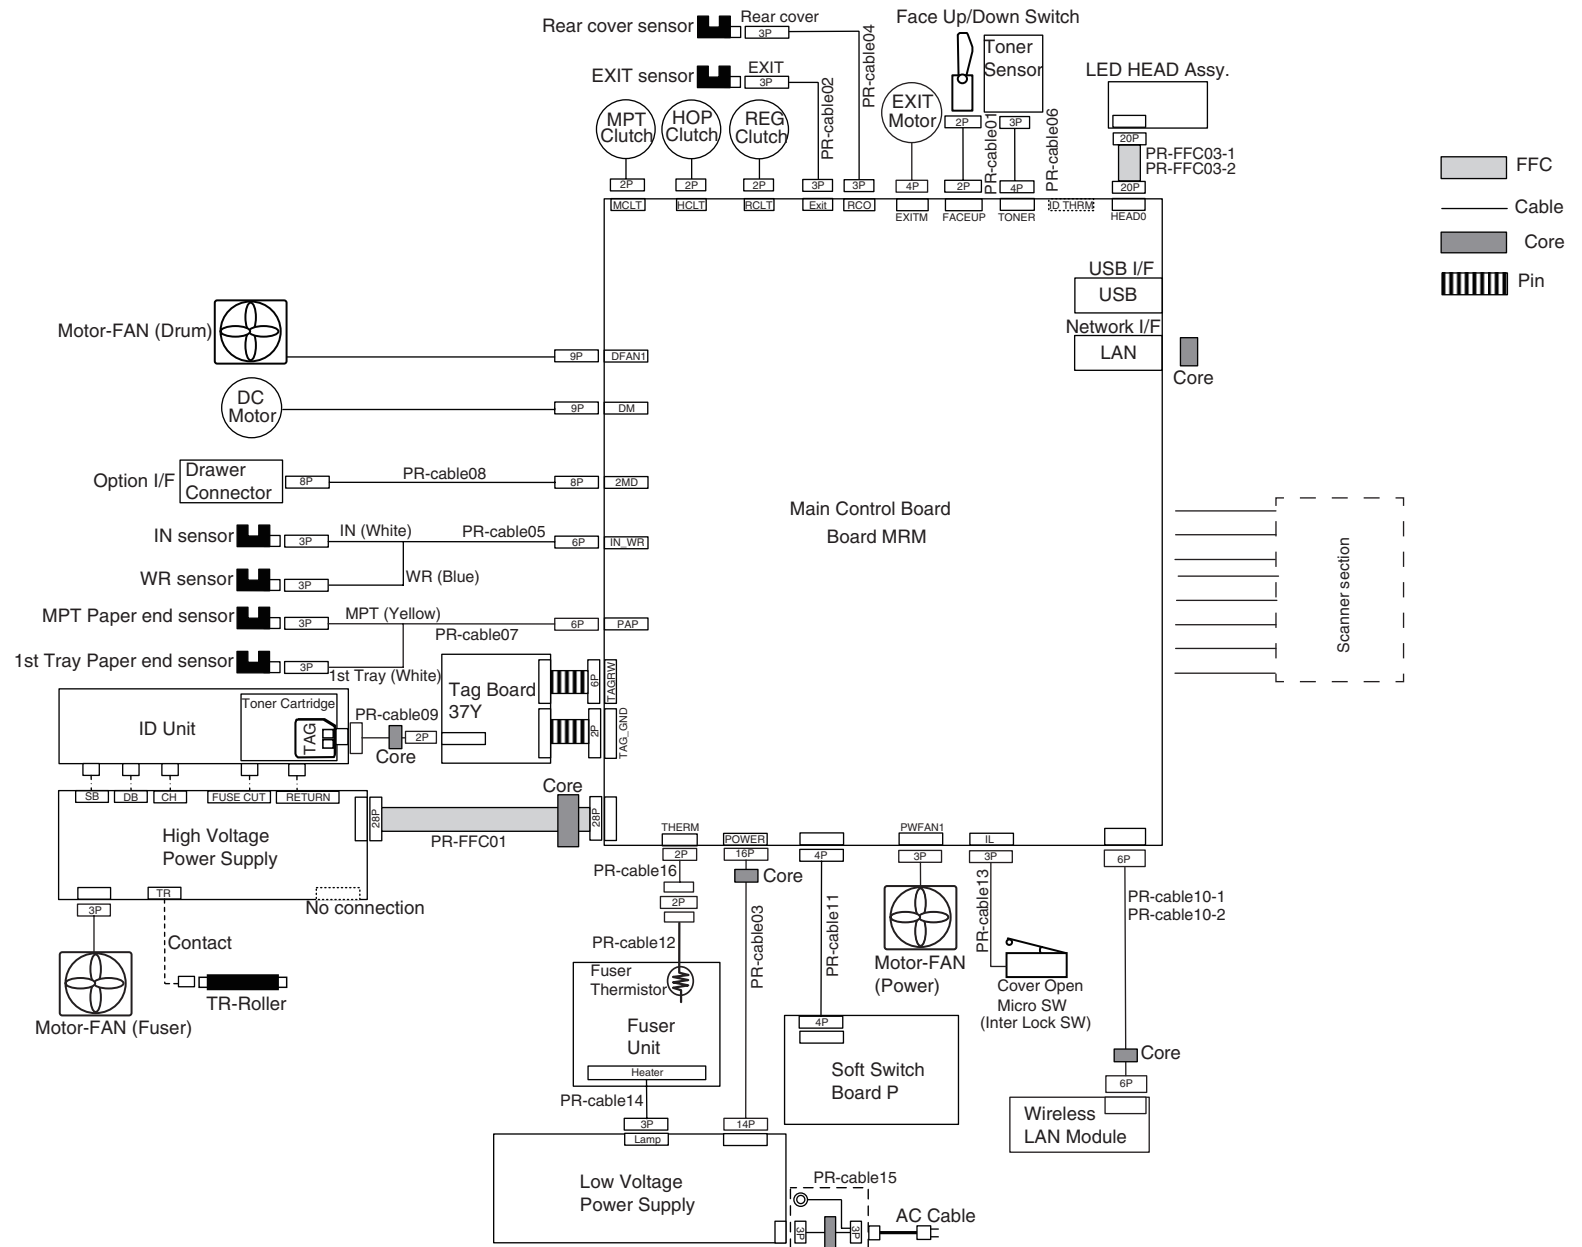 Rear cover sensor
Rear cover
3P
PR-cable04
EXIT sensor
EXIT
3P
PR-cable02
Face Up/Down Switch
Toner
Sensor
LED HEAD Assy.
MPT
Clutch
HOP
Clutch
REG
Clutch
EXIT
Motor
2P
PR-cable01
3P
PR-cable06
20P
PR-FFC03-1
PR-FFC03-2
FFC
Cable
Core
Pin
2P
2P
2P
3P
3P
4P
2P
4P
20P
MCLT
HCLT
RCLT
Exit
RCO
EXITM
FACEUP
TONER
ID THRM
HEAD0
USB I/F
USB
Network I/F
LAN
Core
Motor-FAN (Drum)
9P
DFAN1
DC
Motor
9P
DM
Option I/F
Drawer
Connector
8P
PR-cable08
8P
2MD
Main Control Board
Board MRM
Scanner section
IN sensor
3P
IN (White)
PR-cable05
6P
IN_WR
WR sensor
3P
WR (Blue)
MPT Paper end sensor
3P
MPT (Yellow)
PR-cable07
6P
PAP
1st Tray Paper end sensor
3P
1st Tray (White)
Tag Board
37Y
6P
TAGRW
2P
TAG_GND
ID Unit
Toner Cartridge
TAG
PR-cable09
2P
Core
SB
DB
CH
FUSE CUT
RETURN
High Voltage
Power Supply
28P
PR-FFC01
Core
28P
TR
No connection
3P
Contact
TR-Roller
Motor-FAN (Fuser)
THERM
POWER
PWFAN1
IL
2P
16P
4P
3P
3P
6P
PR-cable16
Core
2P
PR-cable12
PR-cable03
PR-cable11
PR-cable13
PR-cable10-1
PR-cable10-2
Motor-FAN
(Power)
Cover Open
Micro SW
(Inter Lock SW)
Fuser
Thermistor
Fuser
Unit
Heater
4P
Soft Switch
Board P
Core
6P
Wireless
LAN Module
PR-cable14
3P
14P
Lamp
Low Voltage
Power Supply
PR-cable15
3P
3P
AC Cable